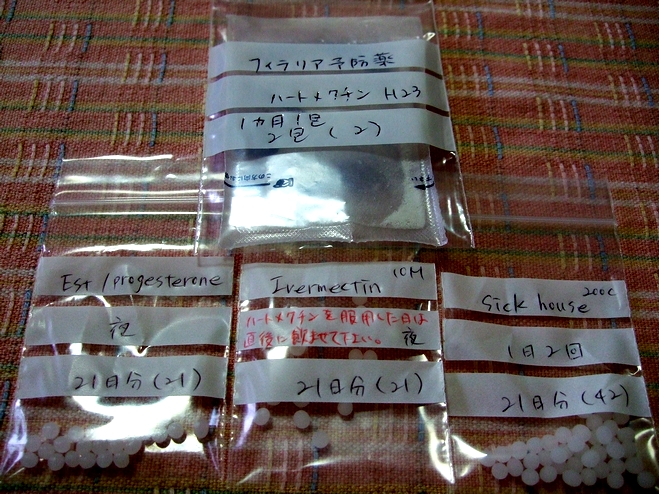 フィラリア予防薬
ハートメクチン H23
1カ月1包
2包 (2)
Est / progesterone
夜
21日分 (21)
Ivermectin 10M
ハートメクチンを服用した日は
直後に飲ませて下さい。 夜
21日分 (21)
Sick house 200C
1日2回
21日分 (42)